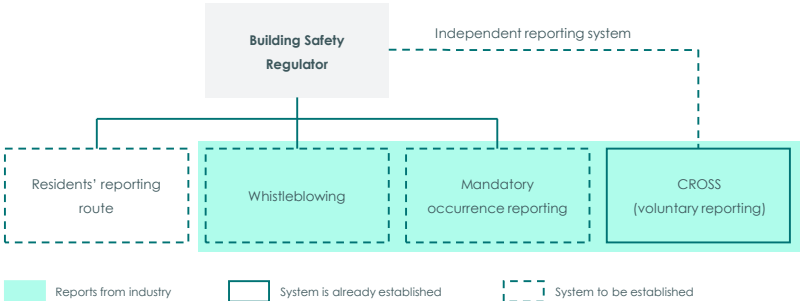 Building Safety
Regulator
Independent reporting system
Residents’ reporting
route
Whistleblowing
Mandatory
occurrence reporting
CROSS
(voluntary reporting)
Reports from industry
System is already established
System to be established